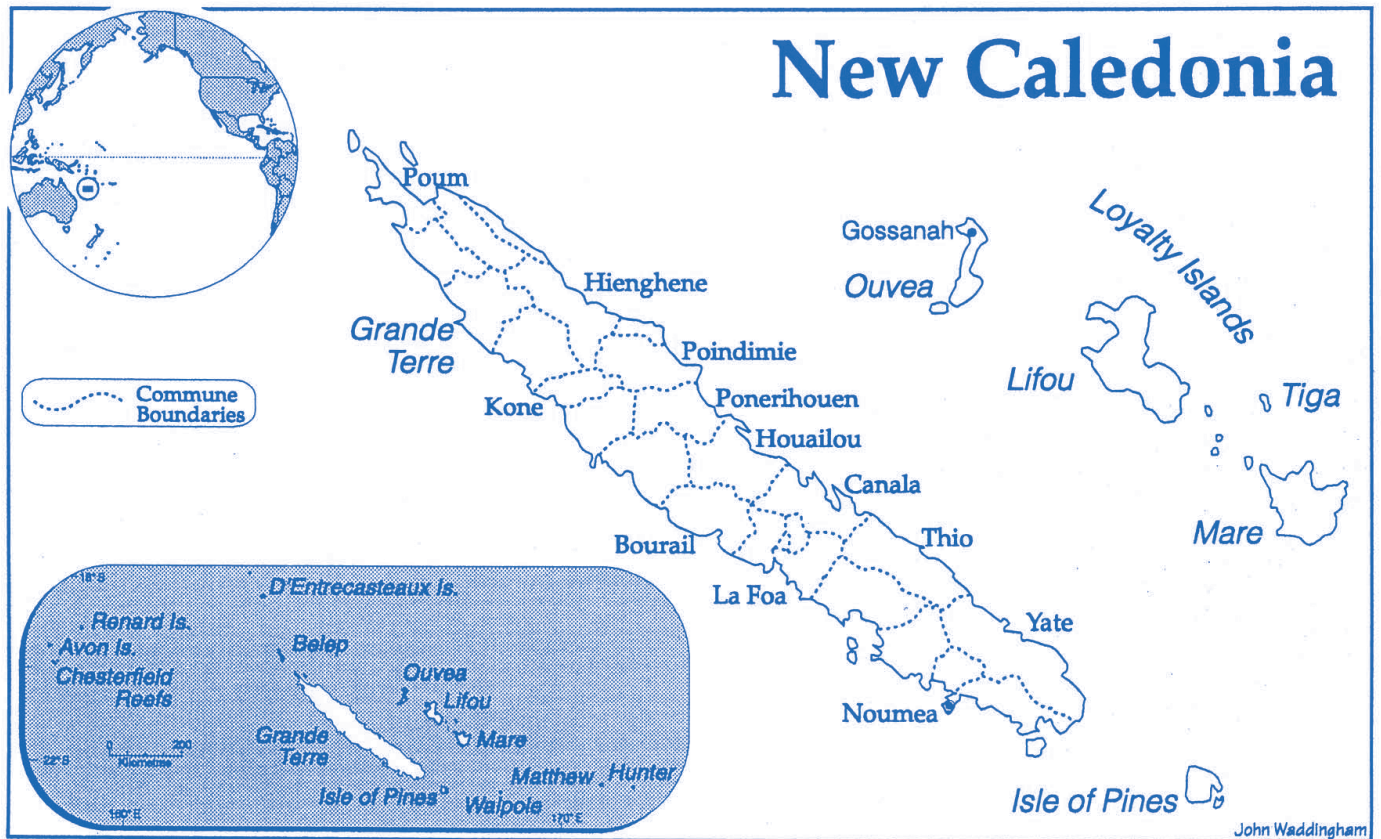 New Caledonia
Poum
Gossanah
Loyalty Islands
Ouvea
Hienghene
Grande
Terre
Poindimie
Lifou
Tiga
Commune
Boundaries
Kone
Ponerihouen
Houailou
Canala
Mare
Bourail
Thio
La Foa
Yate
Noumea
Isle of Pines
18°S
D'Entrecasteaux Is.
Renard Is.
Avon Is.
Belep
Chesterfield
Reefs
Ouvea
Lifou
Grande
Terre
Mare
0 200
Kilometres
22°S
Matthew
Hunter
Isle of Pines
Walpole
160°E
170°E
John Waddingham